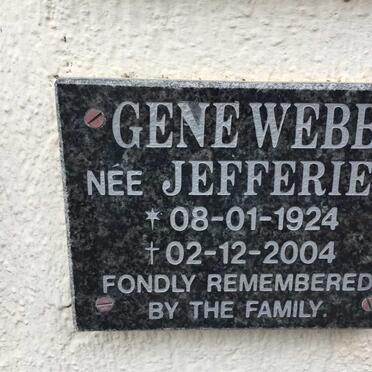 GENE WEBB
NÉE JEFFERIE
* 08-01-1924
† 02-12-2004
FONDLY REMEMBERED
BY THE FAMILY.